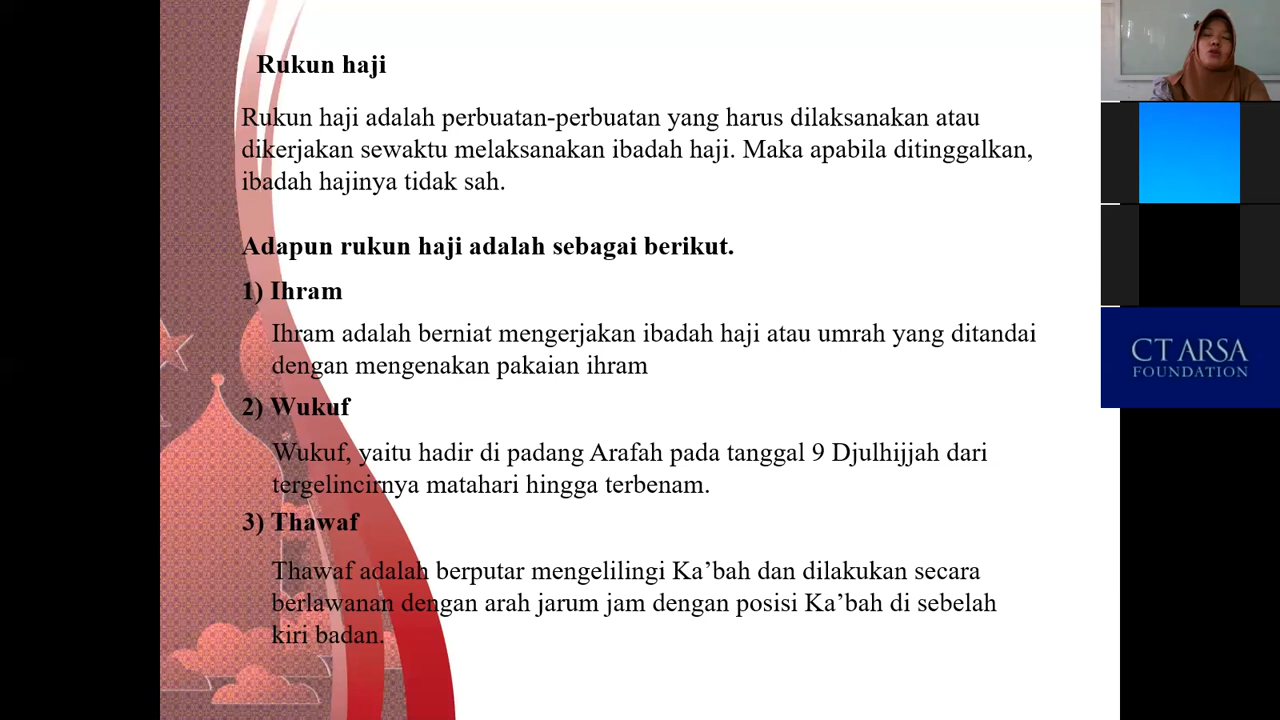 Rukun haji
Rukun haji adalah perbuatan-perbuatan yang harus dilaksanakan atau
dikerjakan sewaktu melaksanakan ibadah haji. Maka apabila ditinggalkan,
ibadah hajinya tidak sah.
Adapun rukun haji adalah sebagai berikut.
1) Ihram
Ihram adalah berniat mengerjakan ibadah haji atau umrah yang ditandai
dengan mengenakan pakaian ihram
2) Wukuf
Wukuf, yaitu hadir di padang Arafah pada tanggal 9 Djulhijjah dari
tergelincirnya matahari hingga terbenam.
3) Thawaf
Thawaf adalah berputar mengelilingi Ka’bah dan dilakukan secara
berlawanan dengan arah jarum jam dengan posisi Ka’bah di sebelah
kiri badan.
CT ARSA
FOUNDATION